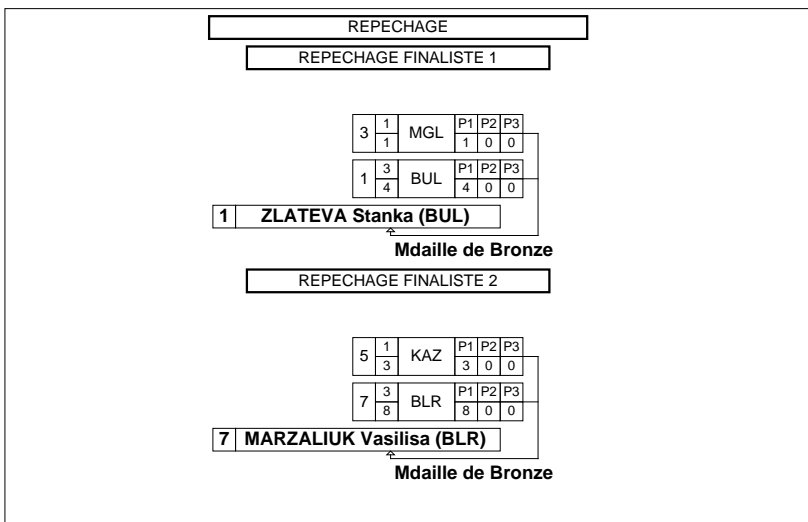 REPECHAGE
REPECHAGE FINALISTE 1
3 1 MGL P1 P2 P3
1 1 0 0
1 3 BUL P1 P2 P3
4 4 0 0
1 ZLATEVA Stanka (BUL)
Mdaille de Bronze
REPECHAGE FINALISTE 2
5 1 KAZ P1 P2 P3
3 3 0 0
7 3 BLR P1 P2 P3
8 8 0 0
7 MARZALIUK Vasilisa (BLR)
Mdaille de Bronze